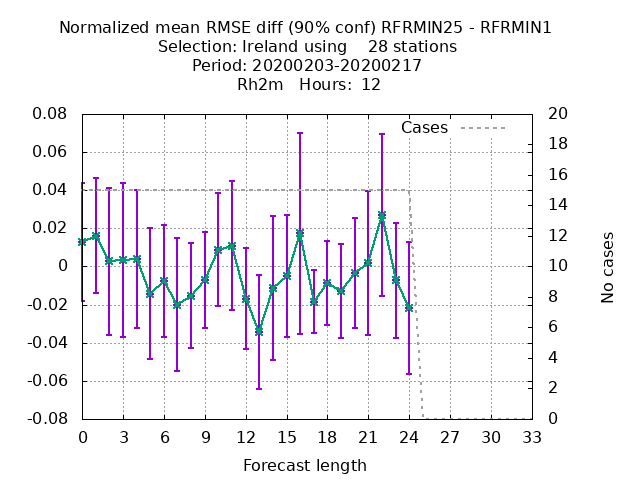 Normalized mean RMSE diff (90% conf) RFRMIN25 - RFRMIN1
Selection: Ireland using    28 stations
Period: 20200203-20200217
Rh2m   Hours:  12
0.08
0.06
0.04
0.02
0
-0.02
-0.04
-0.06
-0.08
Cases
20
18
16
14
12
10
8
6
4
2
0
No cases
0 3 6 9 12 15 18 21 24 27 30 33
Forecast length